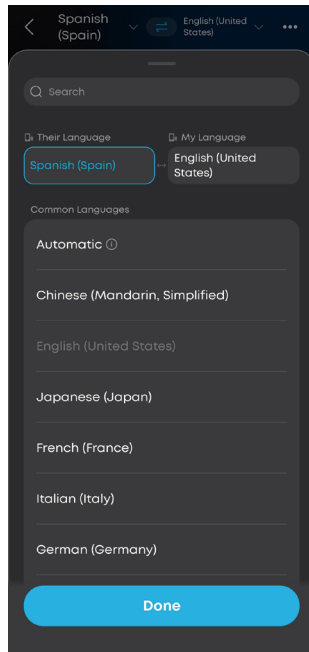 Spanish
(Spain)
English (United
States)
Search
Their Language
My Language
Spanish (Spain)
English (United
States)
Common Languages
Automatic
Chinese (Mandarin, Simplified)
English (United States)
Japanese (Japan)
French (France)
Italian (Italy)
German (Germany)
Done